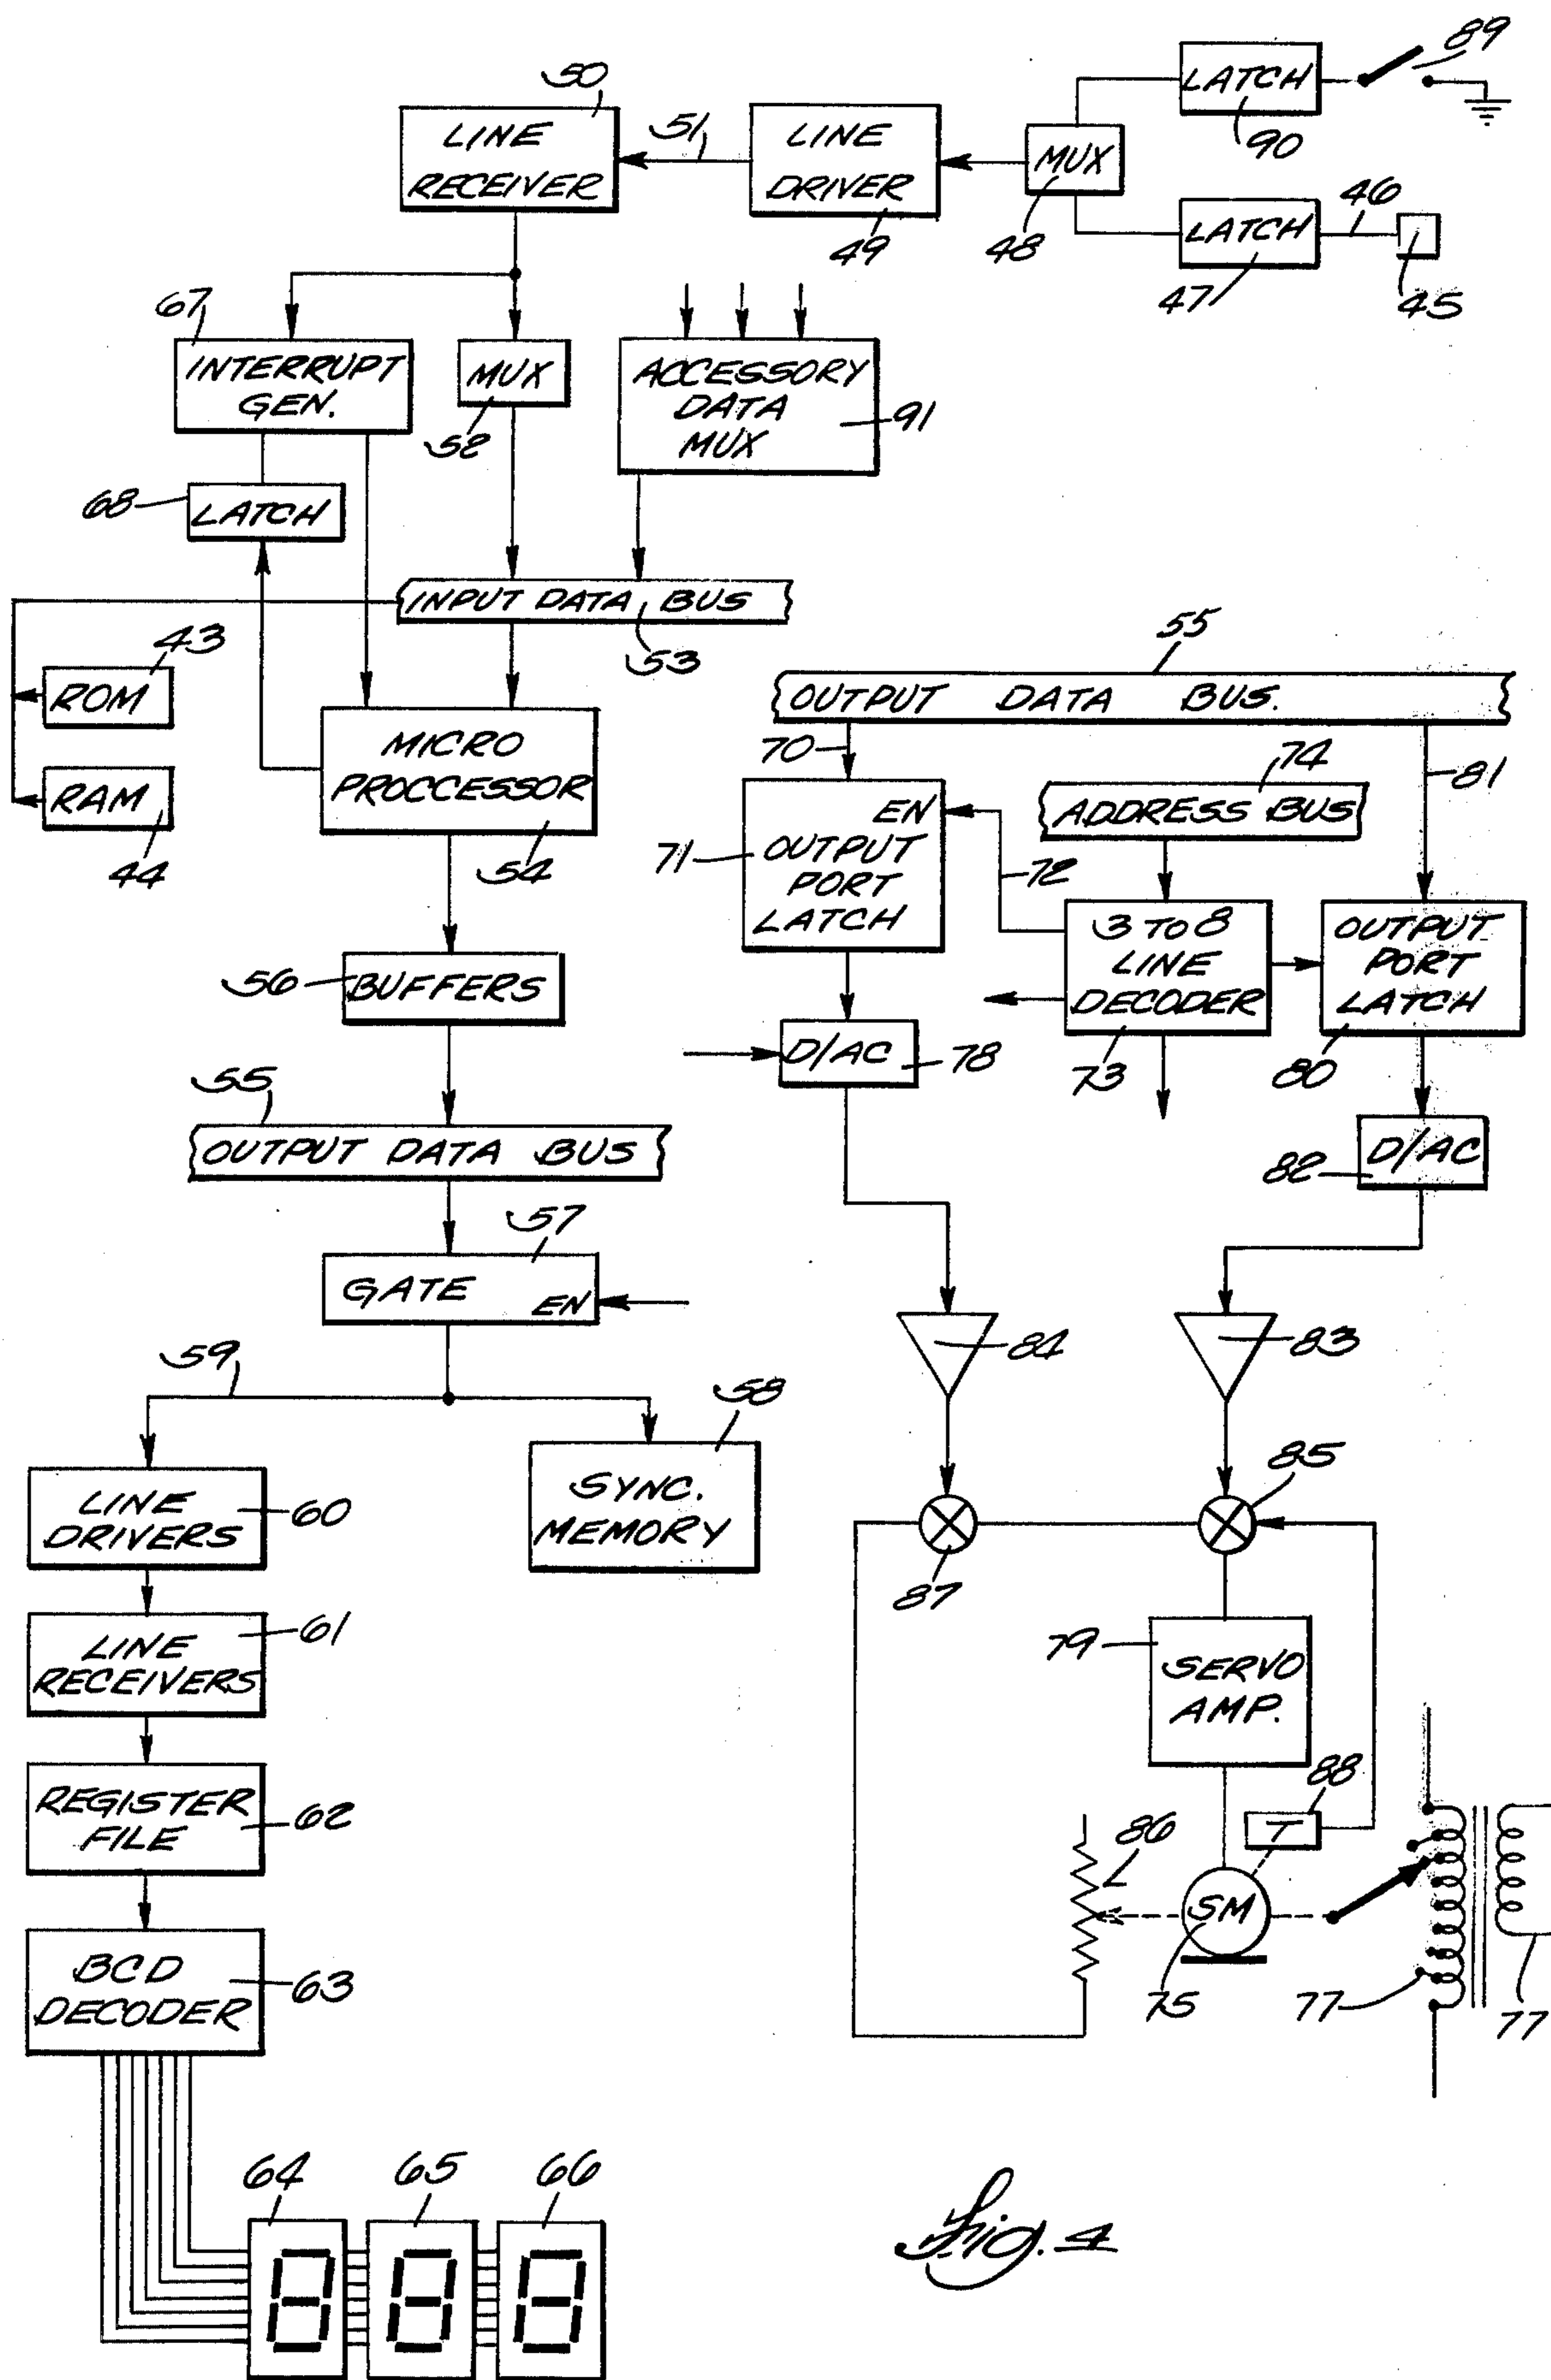 89
50
LATCH
LINE
RECEIVER
51
LINE
DRIVER
90
MUX
46
49
48
LATCH
47
45
67
INTERRUPT
GEN.
MUX
52
ACCESSORY
DATA
MUX
91
68
LATCH
INPUT DATA BUS
53
43
ROM
55
OUTPUT DATA BUS.
MICRO
PROCCESSOR
70
74
81
RAM
44
54
EN
ADDRESS BUS
71
OUTPUT
PORT
LATCH
72
3 TO 8
LINE
DECODER
OUTPUT
PORT
LATCH
56
BUFFERS
D/AC
78
73
80
55
OUTPUT DATA BUS
D/AC
82
57
GATE
EN
84
83
59
58
LINE
DRIVERS
60
SYNC.
MEMORY
85
87
LINE
RECEIVERS
61
79
SERVO
AMP.
88
T
REGISTER
FILE
62
86
SM
BCD
DECODER
63
75
77
77
64
65
66
8
8
8
Fig. 4